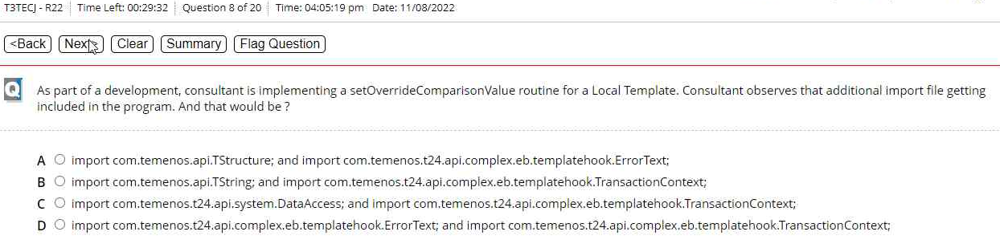 T3TECJ - R22 Time Left: 00:29:32 Question 8 of 20 Time: 04:05:19 pm Date: 11/08/2022
<Back Next Clear Summary Flag Question
Q As part of a development, consultant is implementing a setOverrideComparisonValue routine for a Local Template. Consultant observes that additional import file getting
included in the program. And that would be ?
A import com.temenos.api.TStructure; and import com.temenos.t24.api.complex.eb.templatehook.ErrorText;
B import com.temenos.api.TString; and import com.temenos.t24.api.complex.eb.templatehook.TransactionContext;
C import com.temenos.t24.api.system.DataAccess; and import com.temenos.t24.api.complex.eb.templatehook.TransactionContext;
D import com.temenos.t24.api.complex.eb.templatehook.ErrorText; and import com.temenos.t24.api.complex.eb.templatehook.TransactionContext;